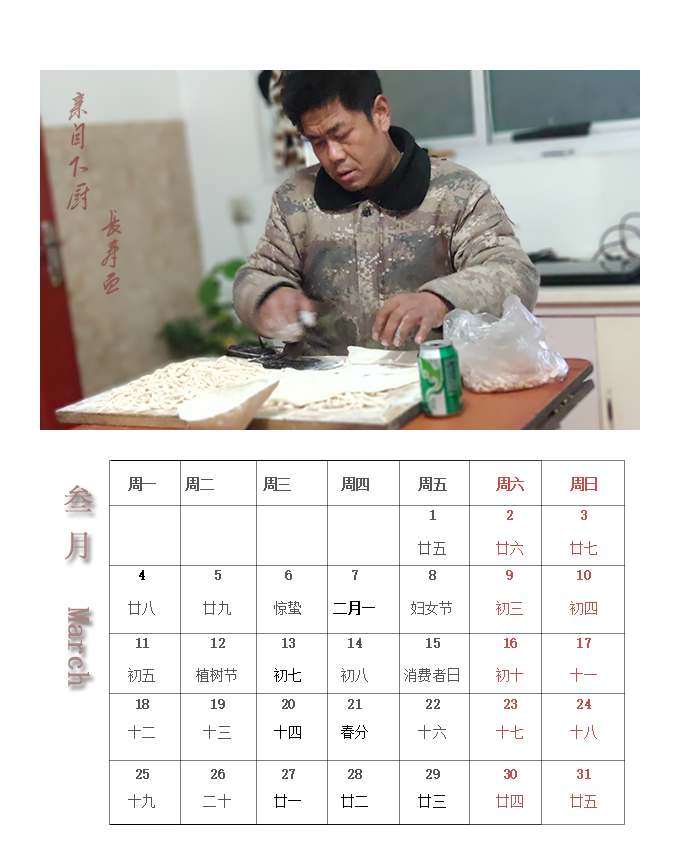 亲自下厨
长寿面
叁月 March
周一 周二 周三 周四 周五 周六 周日
1 2 3
廿五 廿六 廿七
4 5 6 7 8 9 10
廿八 廿九 惊蛰 二月一 妇女节 初三 初四
11 12 13 14 15 16 17
初五 植树节 初七 初八 消费者日 初十 十一
18 19 20 21 22 23 24
十二 十三 十四 春分 十六 十七 十八
25 26 27 28 29 30 31
十九 二十 廿一 廿二 廿三 廿四 廿五